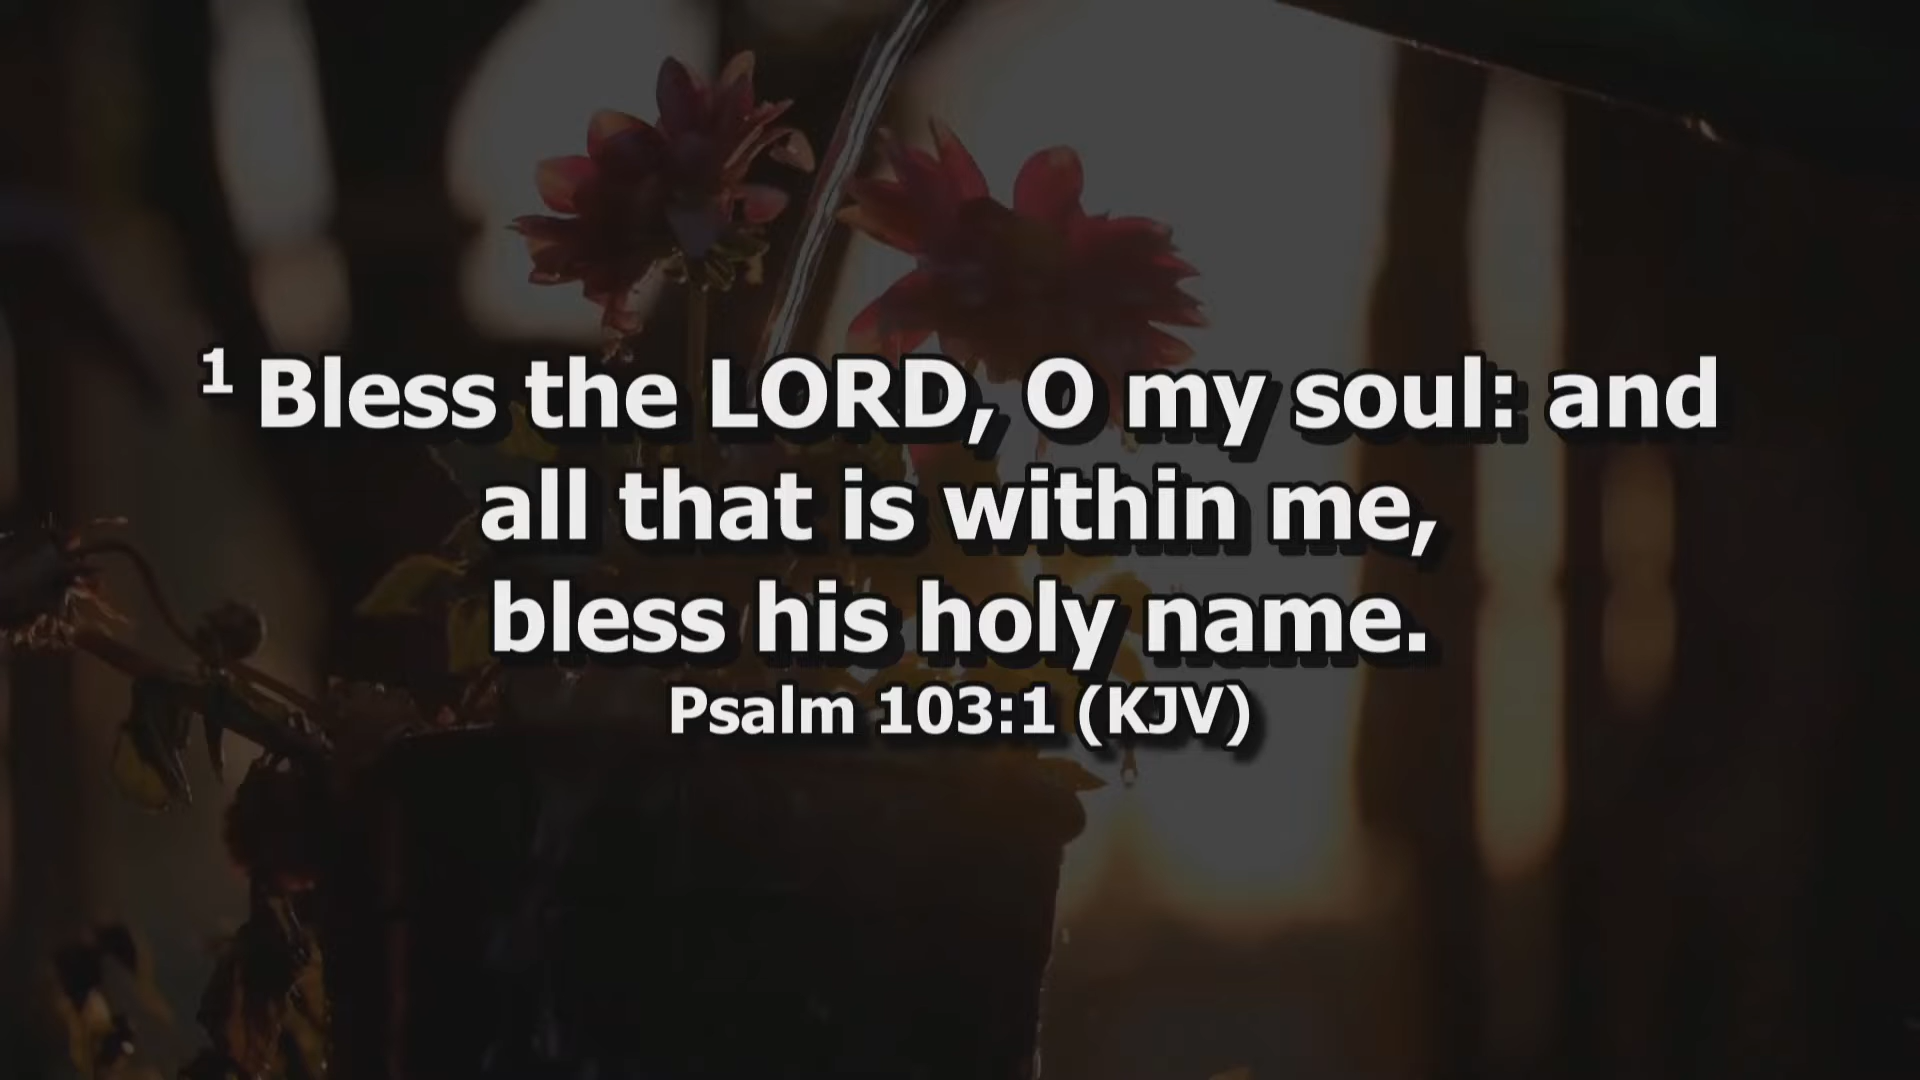 1 Bless the LORD, O my soul: and
all that is within me,
bless his holy name.
Psalm 103:1 (KJV)